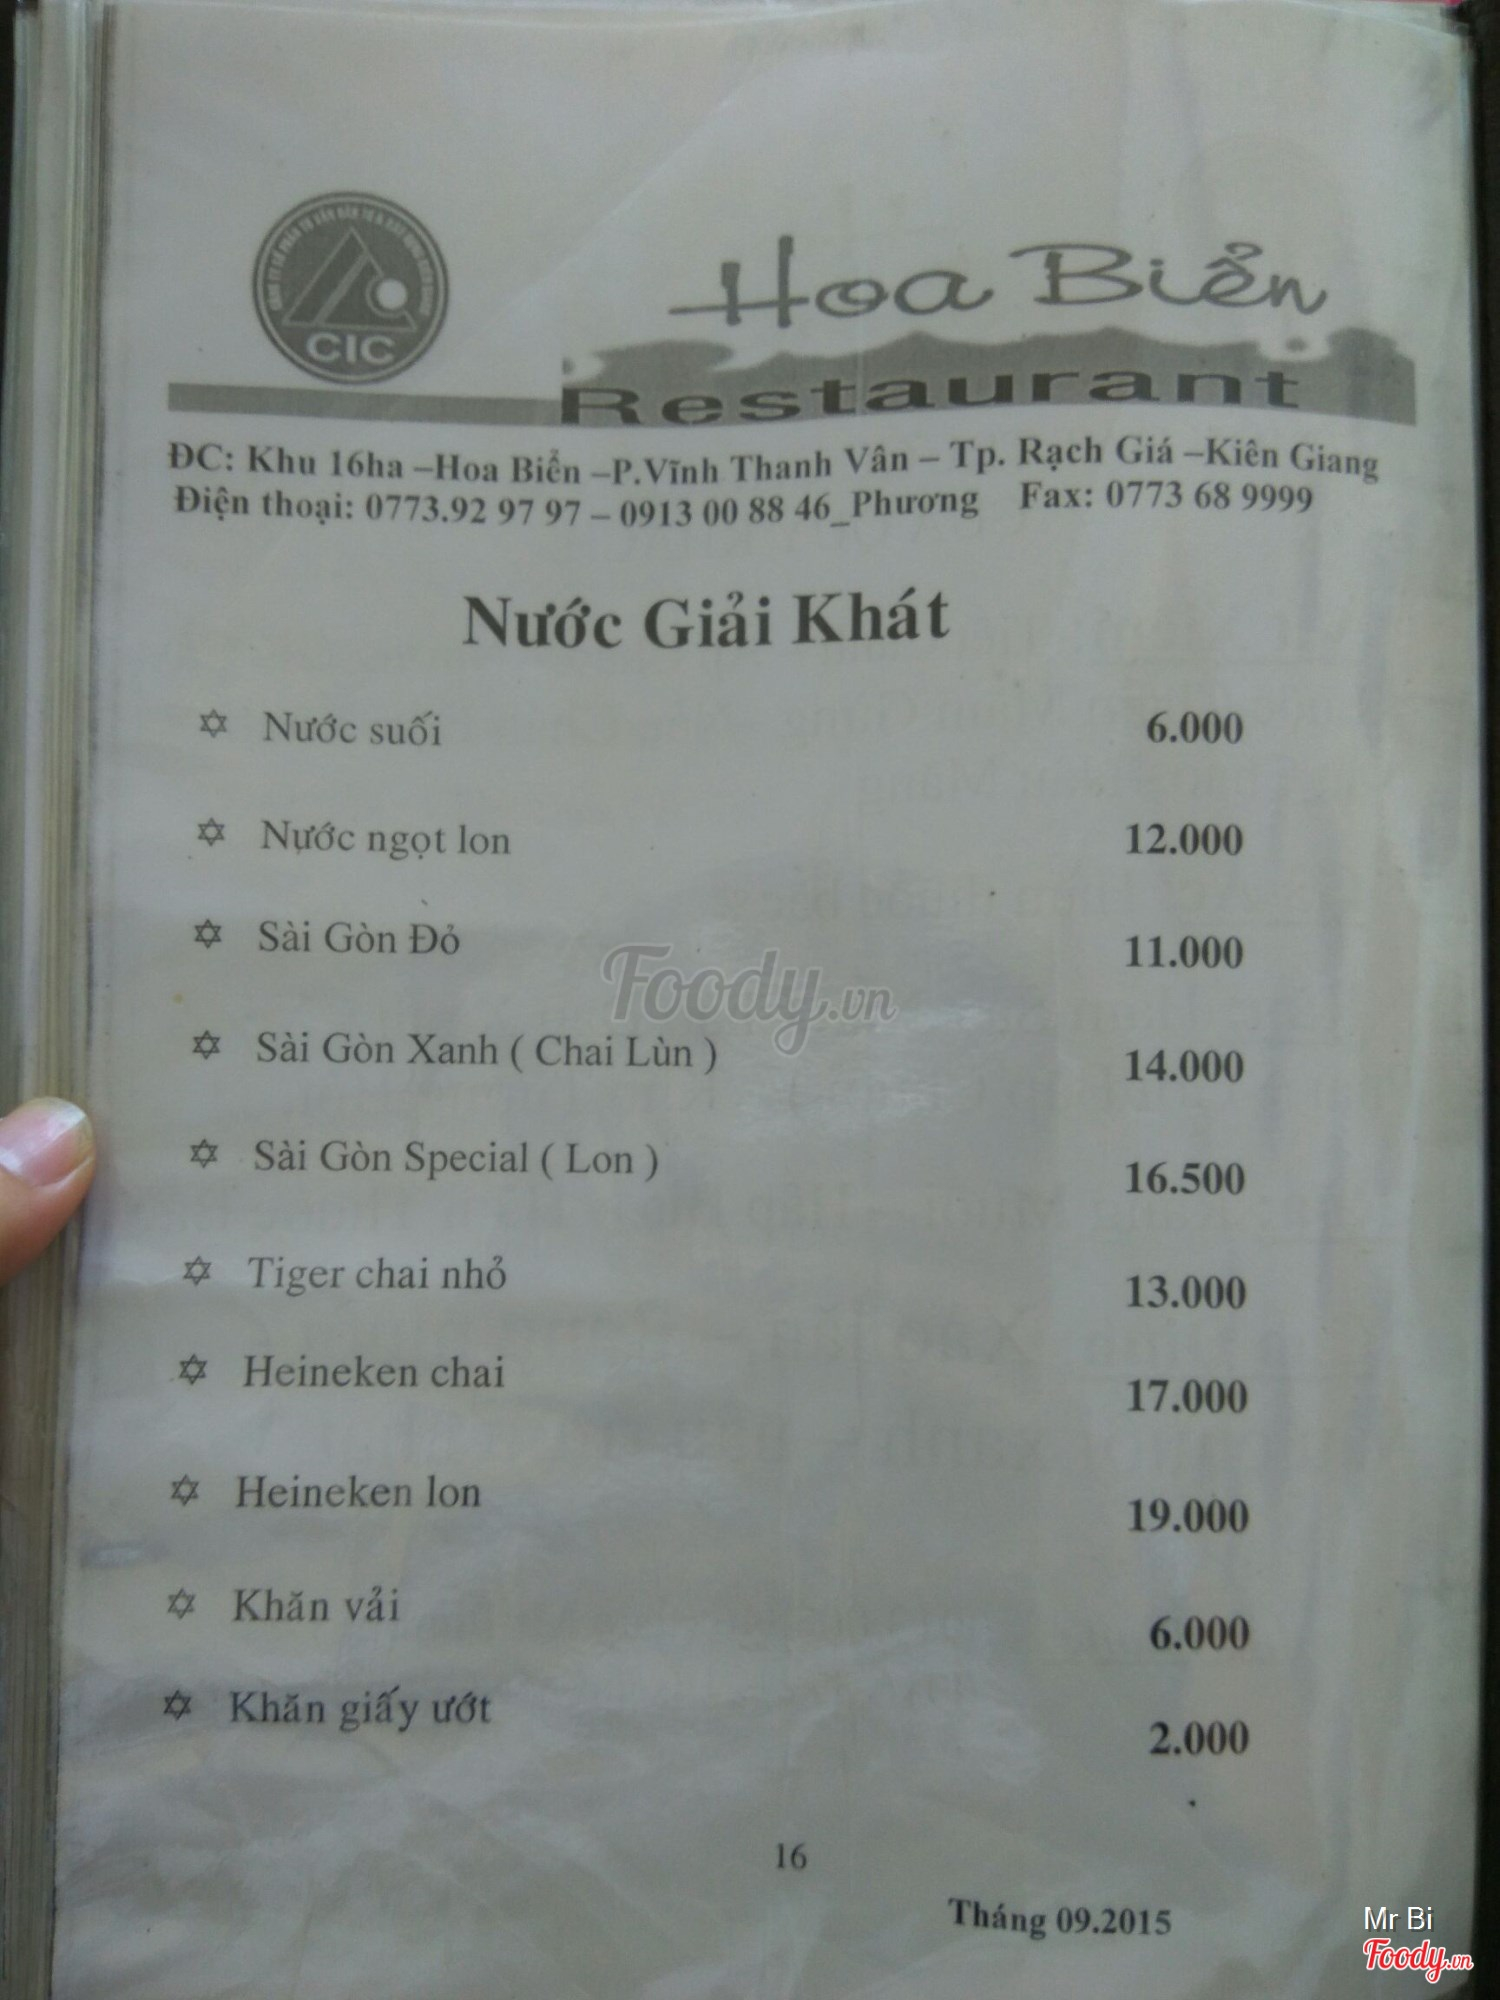 CIC
Hoa Biển
Restaurant
ĐC: Khu 16ha –Hoa Biển –P.Vĩnh Thanh Vân – Tp. Rạch Giá –Kiên Giang
Điện thoại: 0773.92 97 97 – 0913 00 88 46_Phương Fax: 0773 68 9999
Nước Giải Khát
✡ Nước suối 6.000
✡ Nước ngọt lon 12.000
✡ Sài Gòn Đỏ 11.000
Foody.vn
✡ Sài Gòn Xanh ( Chai Lùn ) 14.000
✡ Sài Gòn Special ( Lon ) 16.500
✡ Tiger chai nhỏ 13.000
✡ Heineken chai 17.000
✡ Heineken lon 19.000
✡ Khăn vải 6.000
✡ Khăn giấy ướt 2.000
16
Tháng 09.2015
Mr Bi
Foody.vn